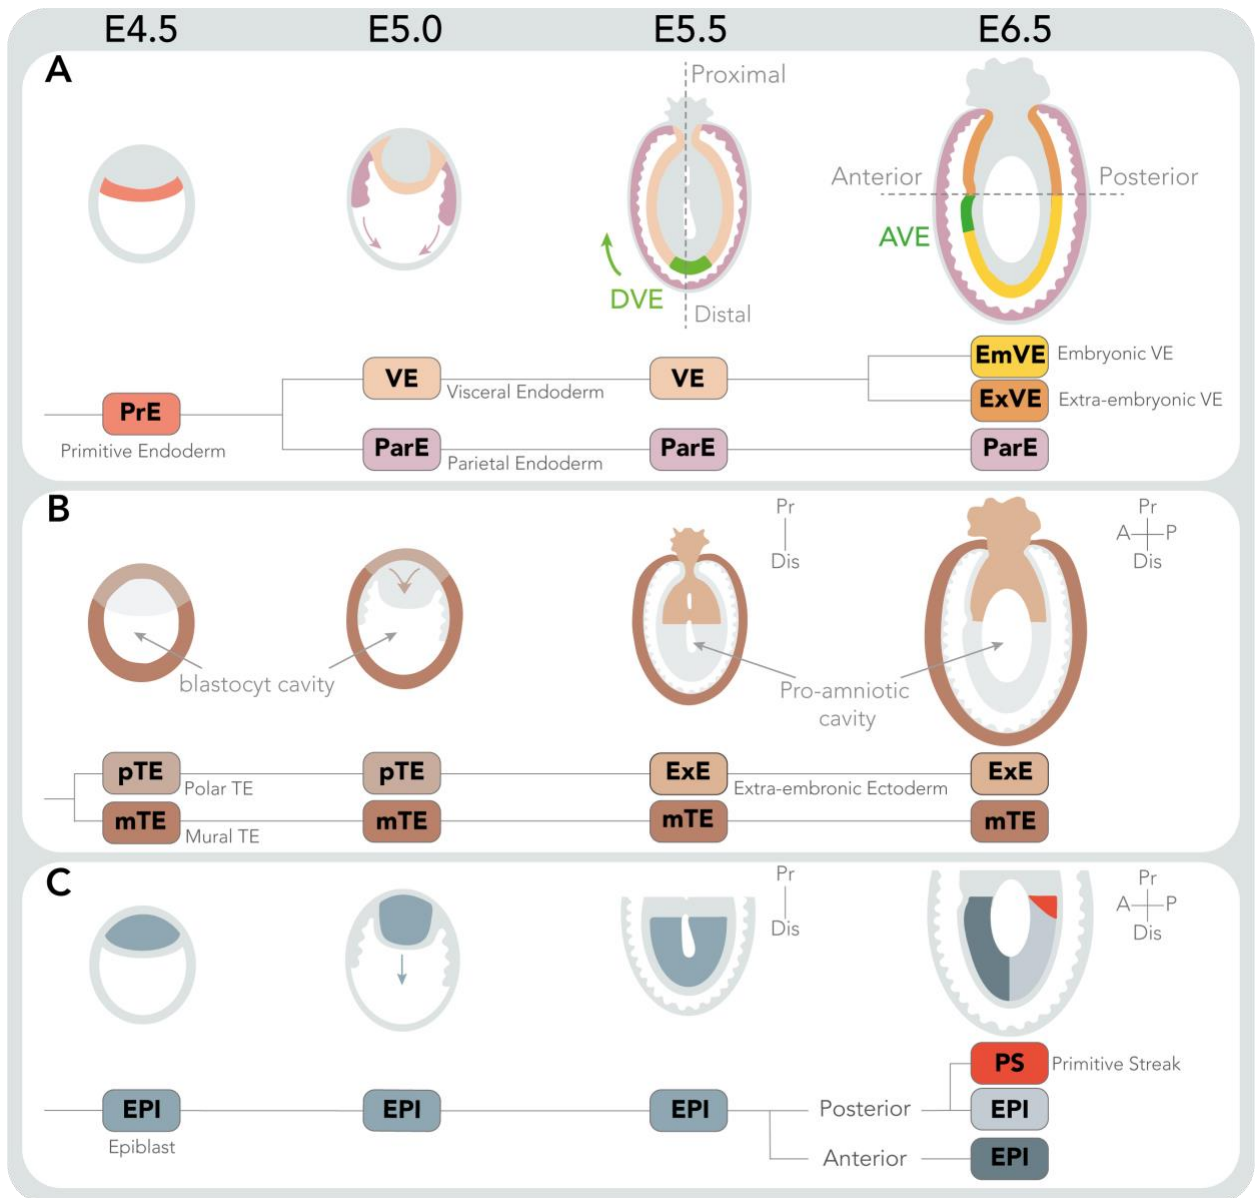 E4.5 E5.0 E5.5 E6.5
A
Proximal
Anterior
Posterior
AVE
DVE
Distal
EmVE Embryonic VE
VE Visceral Endoderm VE
ExVE Extra-embryonic VE
PrE
Primitive Endoderm
ParE Parietal Endoderm ParE ParE
B
Pr
Dis
Pr
A P
Dis
blastocyt cavity
Pro-amniotic
cavity
pTE Polar TE pTE ExE Extra-embronic Ectoderm ExE
mTE Mural TE mTE mTE mTE
C
Pr
Dis
Pr
A P
Dis
PS Primitive Streak
EPI EPI EPI Posterior EPI
Epiblast
Anterior EPI